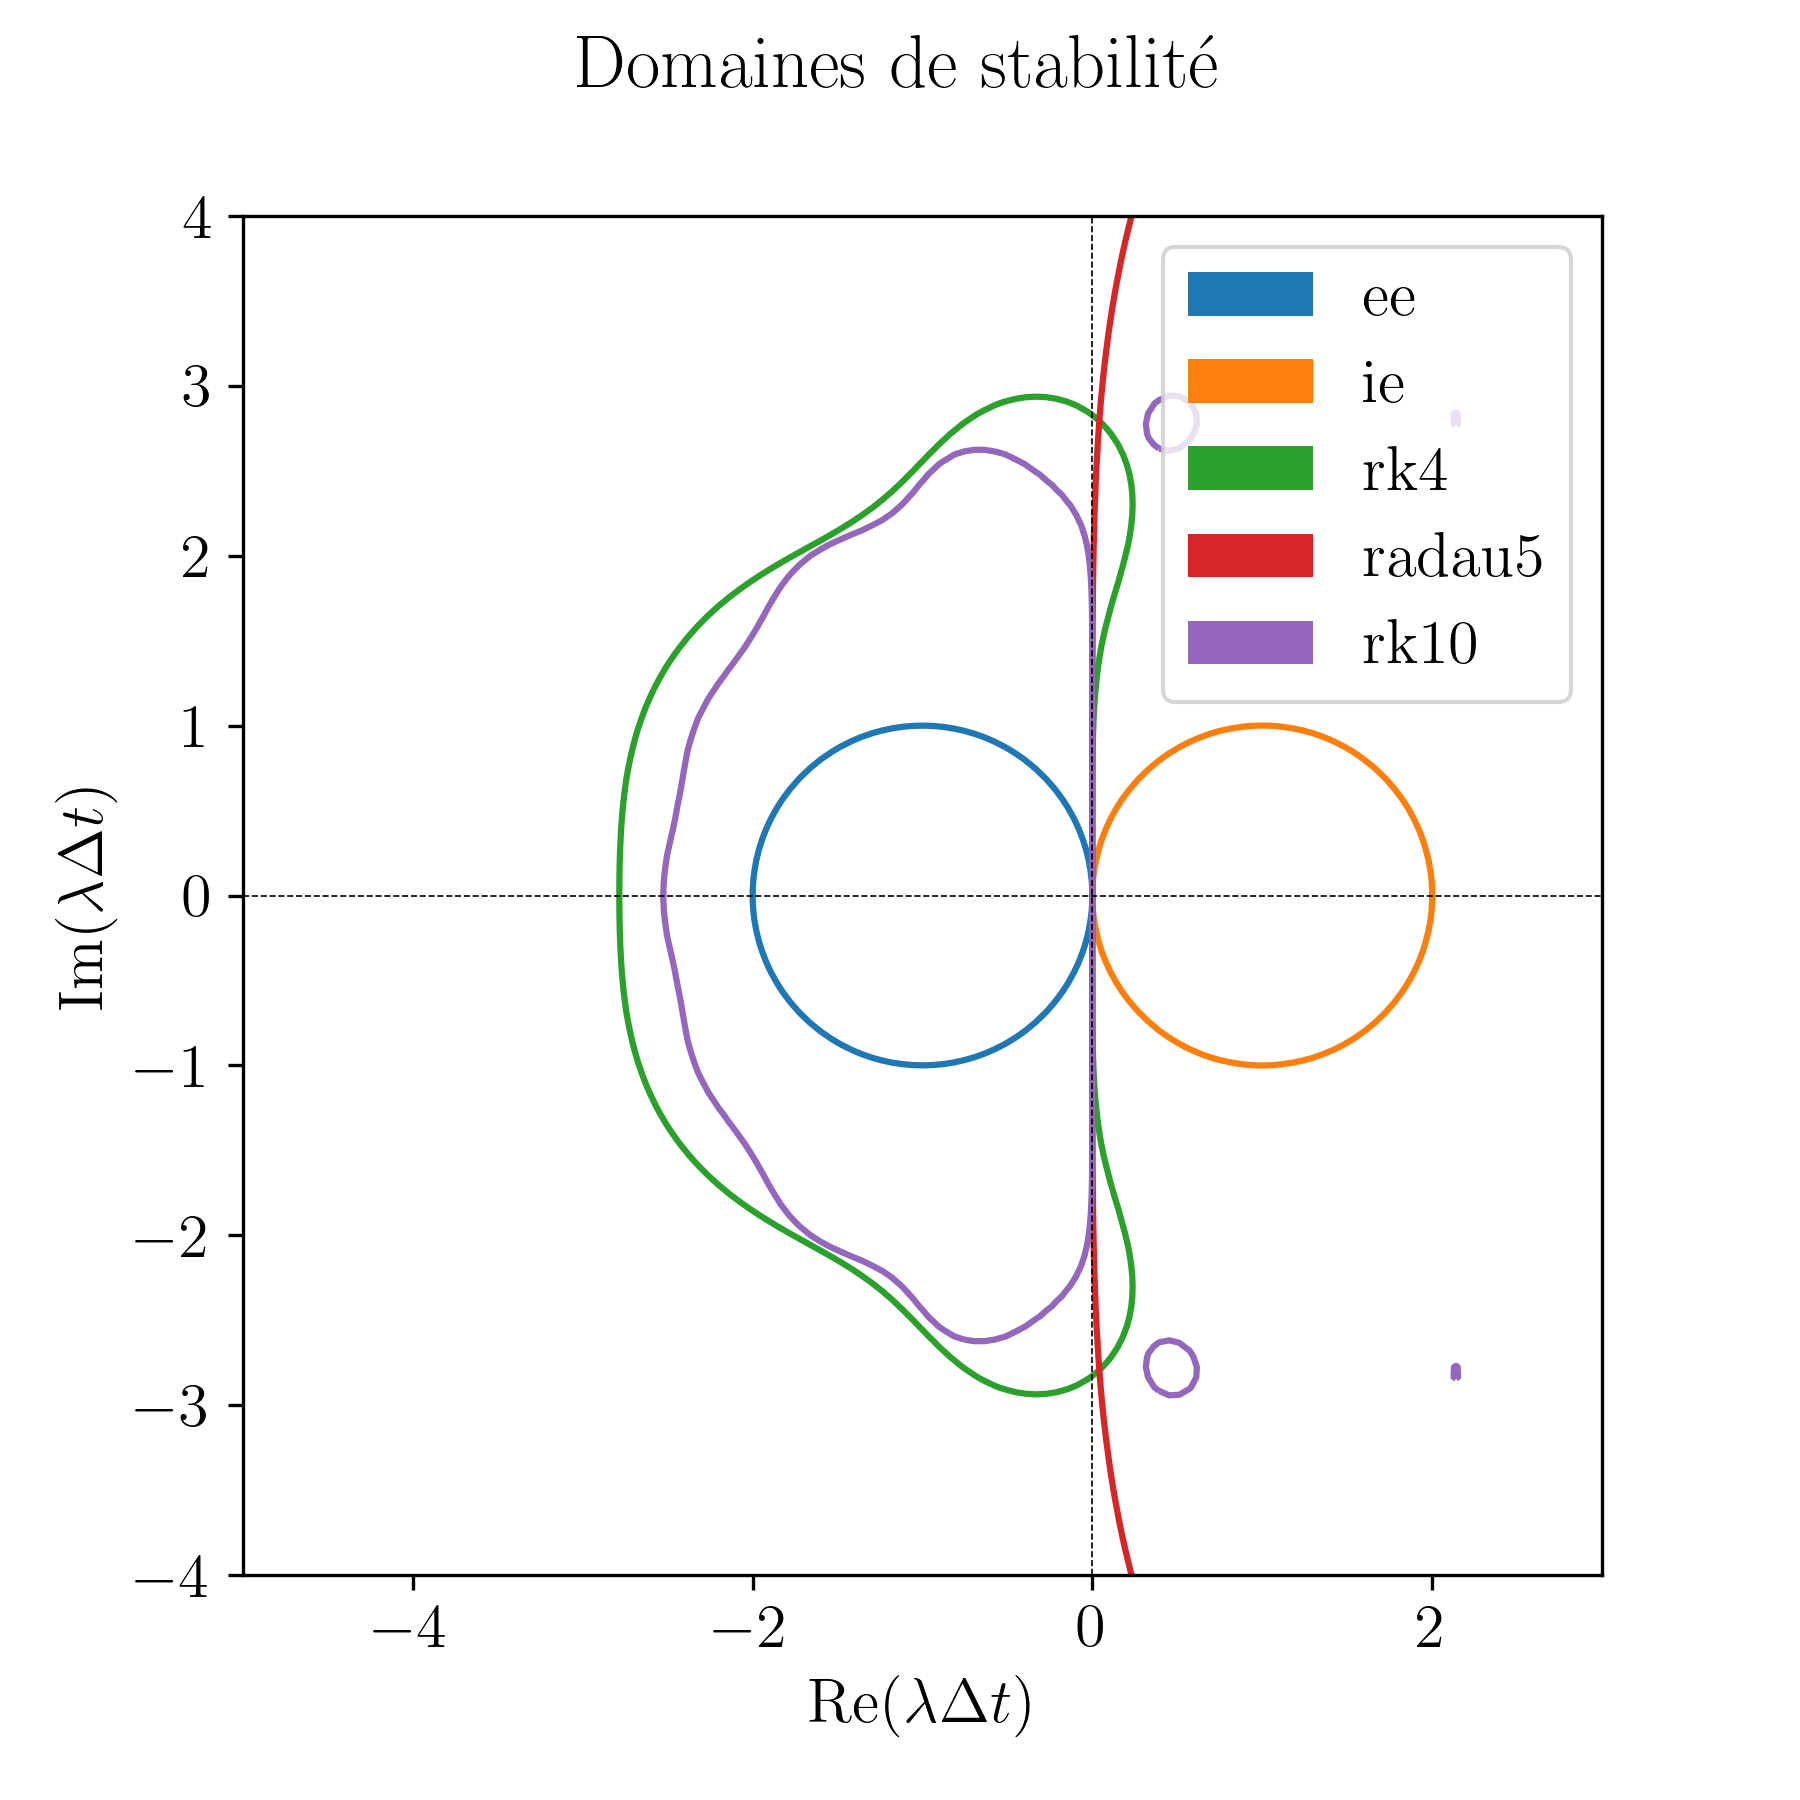 Domaines de stabilité
4
3
2
1
0
−1
−2
−3
−4
Im(λΔt)
ee
ie
rk4
radau5
rk10
−4 −2 0 2
Re(λΔt)